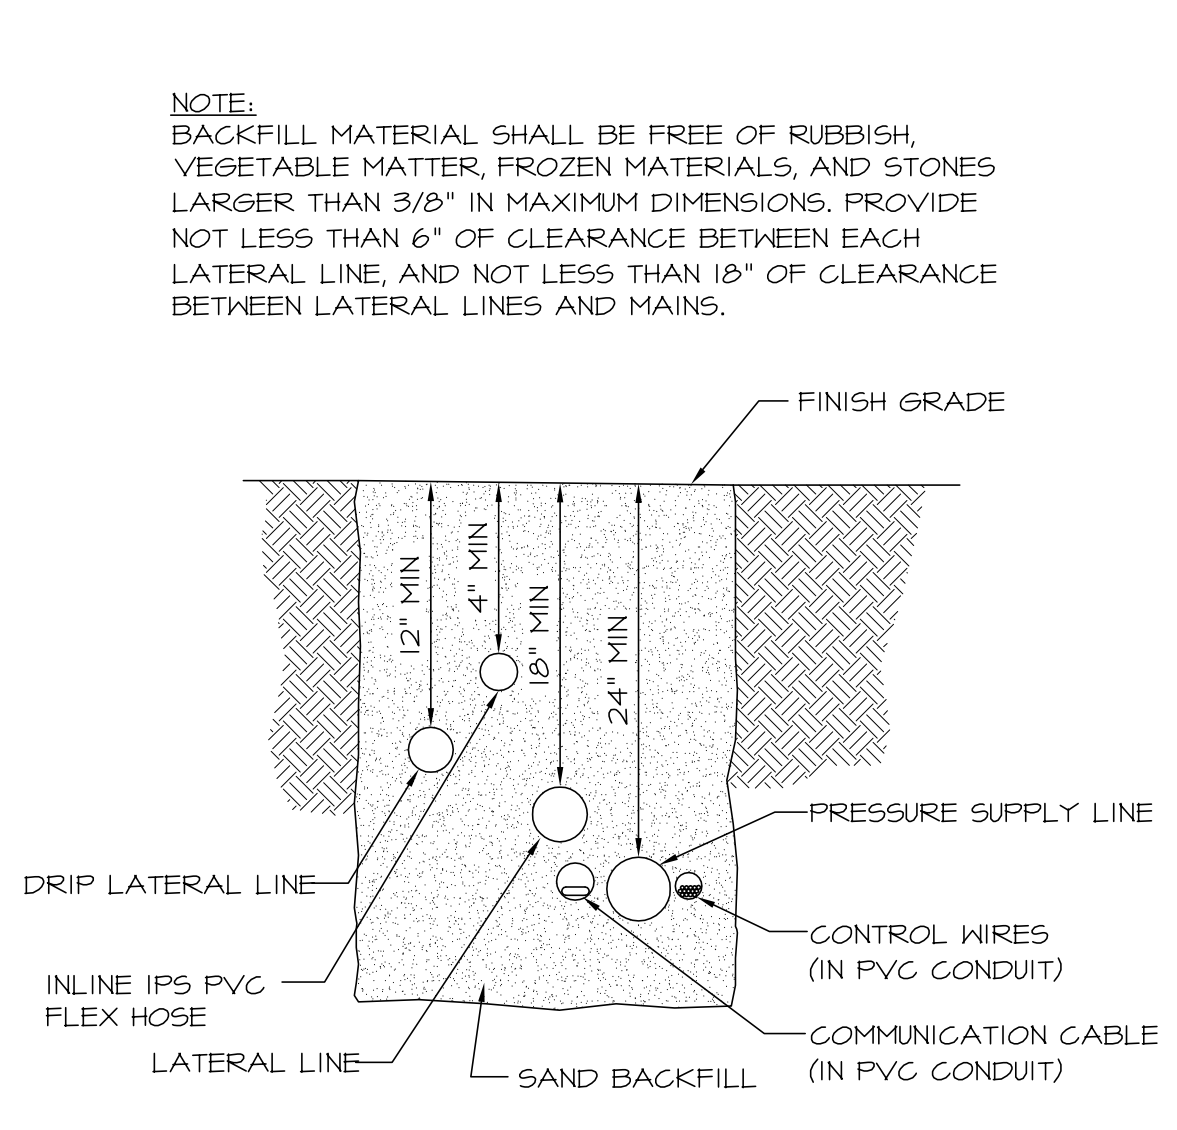 NOTE:
BACKFILL MATERIAL SHALL BE FREE OF RUBBISH,
VEGETABLE MATTER, FROZEN MATERIALS, AND STONES
LARGER THAN 3/8" IN MAXIMUM DIMENSIONS. PROVIDE
NOT LESS THAN 6" OF CLEARANCE BETWEEN EACH
LATERAL LINE, AND NOT LESS THAN 18" OF CLEARANCE
BETWEEN LATERAL LINES AND MAINS.
FINISH GRADE
12" MIN
4" MIN
18" MIN
24" MIN
PRESSURE SUPPLY LINE
DRIP LATERAL LINE
CONTROL WIRES
(IN PVC CONDUIT)
INLINE IPS PVC
FLEX HOSE
COMMUNICATION CABLE
(IN PVC CONDUIT)
LATERAL LINE
SAND BACKFILL